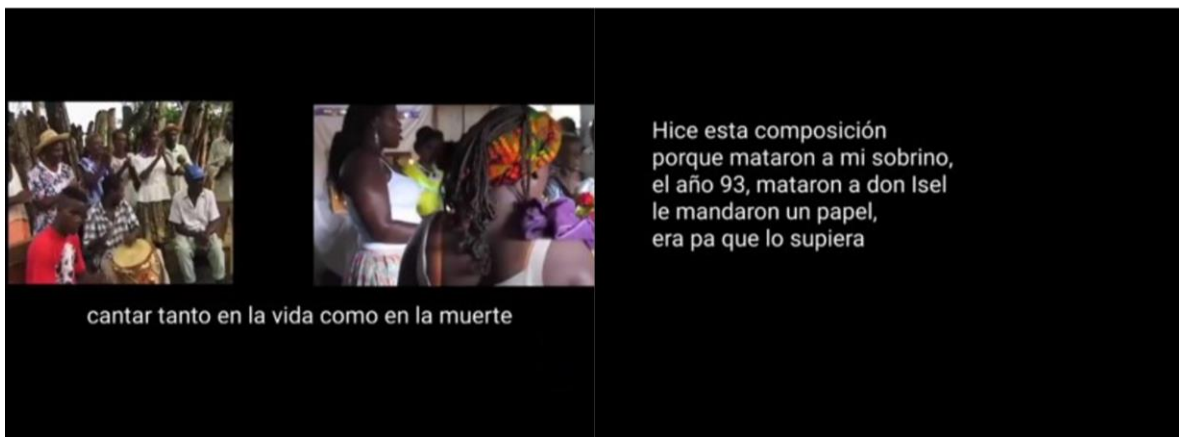 cantar tanto en la vida como en la muerte
Hice esta composición
porque mataron a mi sobrino,
el año 93, mataron a don Isel
le mandaron un papel,
era pa que lo supiera